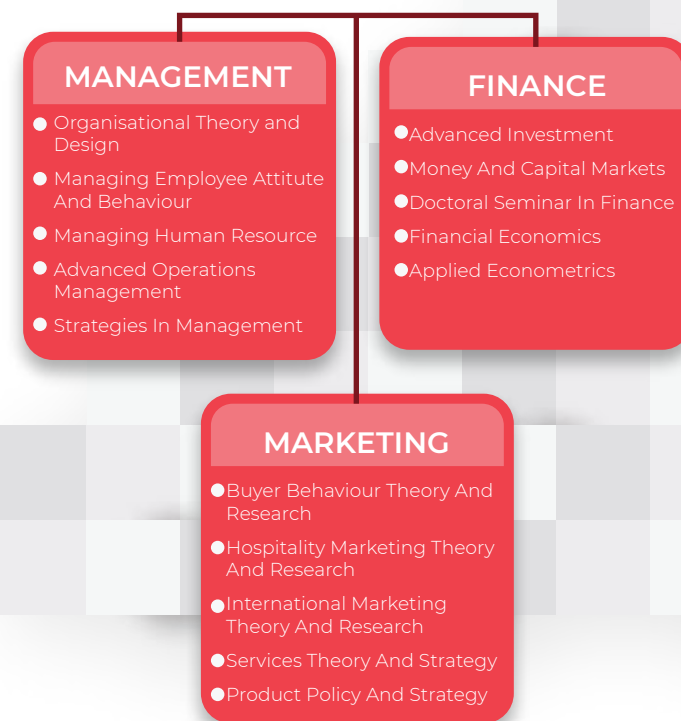 MANAGEMENT
Organisational Theory and
Design
Managing Employee Attitute
And Behaviour
Managing Human Resource
Advanced Operations
Management
Strategies In Management
FINANCE
Advanced Investment
Money And Capital Markets
Doctoral Seminar In Finance
Financial Economics
Applied Econometrics
MARKETING
Buyer Behaviour Theory And
Research
Hospitality Marketing Theory
And Research
International Marketing
Theory And Research
Services Theory And Strategy
Product Policy And Strategy